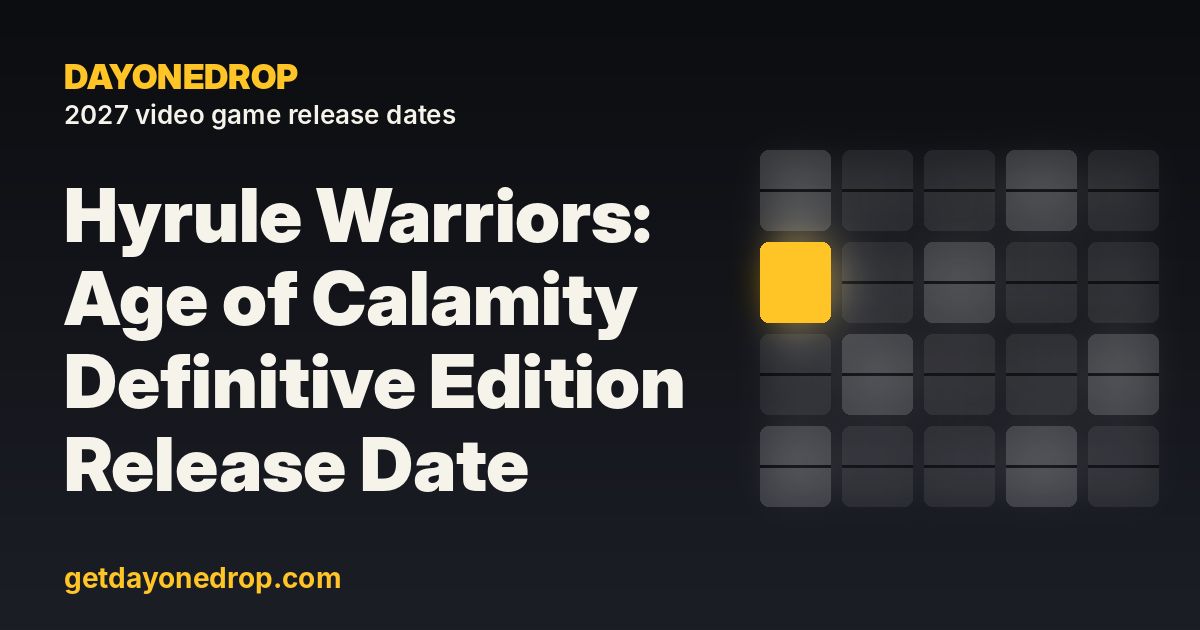 DAYONEDROP
2027 video game release dates
Hyrule Warriors:
Age of Calamity
Definitive Edition
Release Date
getdayonedrop.com